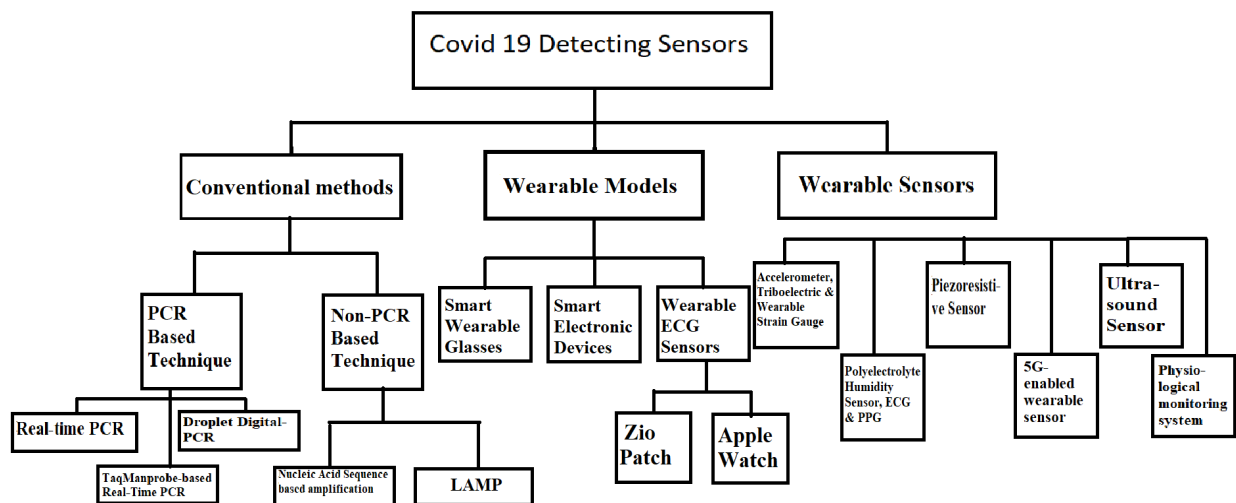 Covid 19 Detecting Sensors
Conventional methods
Wearable Models
Wearable Sensors
PCR
Based
Technique
Non-PCR
Based
Technique
Smart
Wearable
Glasses
Smart
Electronic
Devices
Wearable
ECG
Sensors
Accelerometer,
Triboelectric &
Wearable
Strain Gauge
Piezoresisti-
ve Sensor
Ultra-
sound
Sensor
Polyelectrolyte
Humidity
Sensor, ECG
& PPG
5G-
enabled
wearable
sensor
Physio-
logical
monitoring
system
Real-time PCR
Droplet Digital-
PCR
TaqManprobe-based
Real-Time PCR
Nucleic Acid Sequence
based amplification
LAMP
Zio
Patch
Apple
Watch